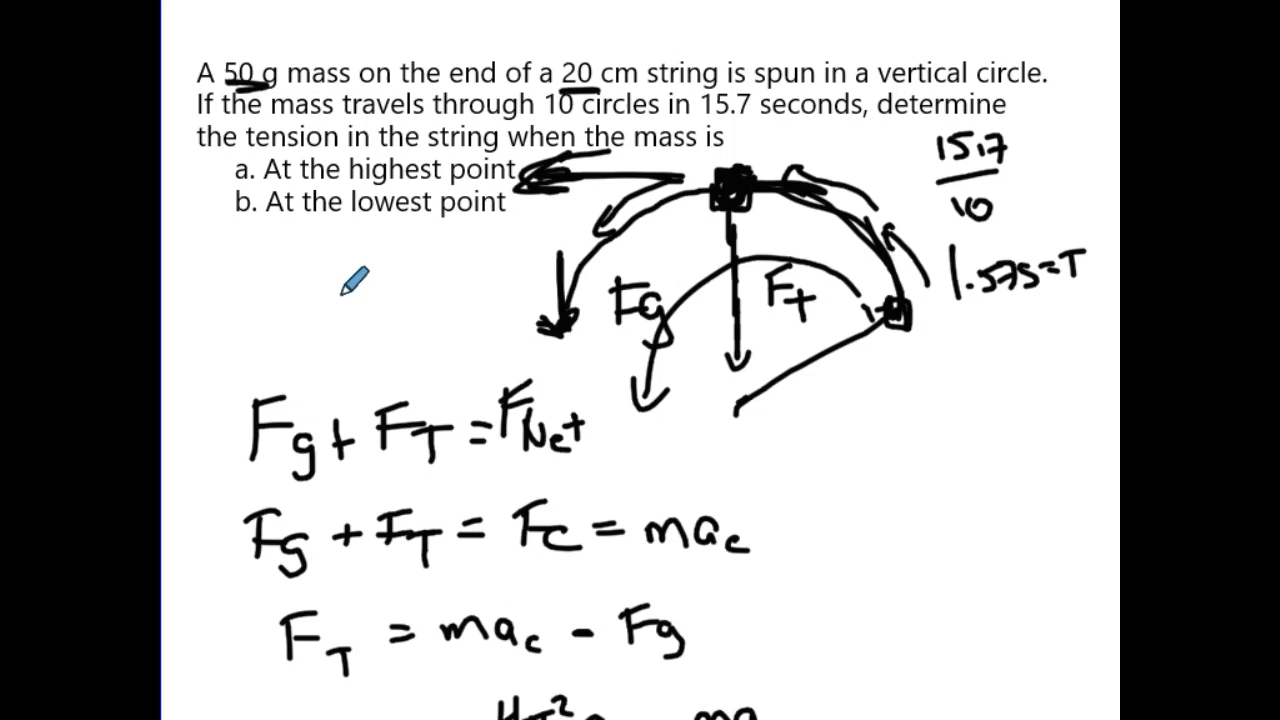 A 50 g mass on the end of a 20 cm string is spun in a vertical circle.
If the mass travels through 10 circles in 15.7 seconds, determine
the tension in the string when the mass is
a. At the highest point
b. At the lowest point
15.7
10
1.57s=T
Fg
Ft
Fg + FT = FNet
Fg + FT = Fc = mac
FT = mac - Fg